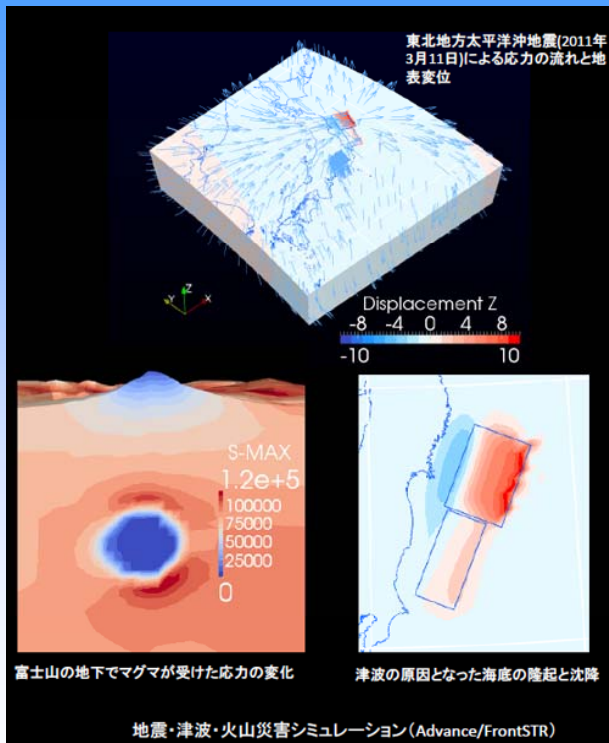 東北地方太平洋沖地震(2011年
3月11日)による応力の流れと地
表変位
Y Z X
Displacement Z
-8 -4 0 4 8
-10 10
S-MAX
1.2e+5
100000
75000
50000
25000
0
富士山の地下でマグマが受けた応力の変化
津波の原因となった海底の隆起と沈降
地震・津波・火山災害シミュレーション(Advance/FrontSTR)